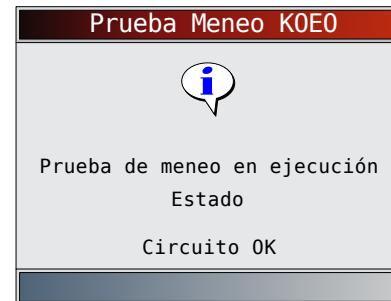 Prueba Meneo KOEO
Prueba de meneo en ejecución
Estado
Circuito OK